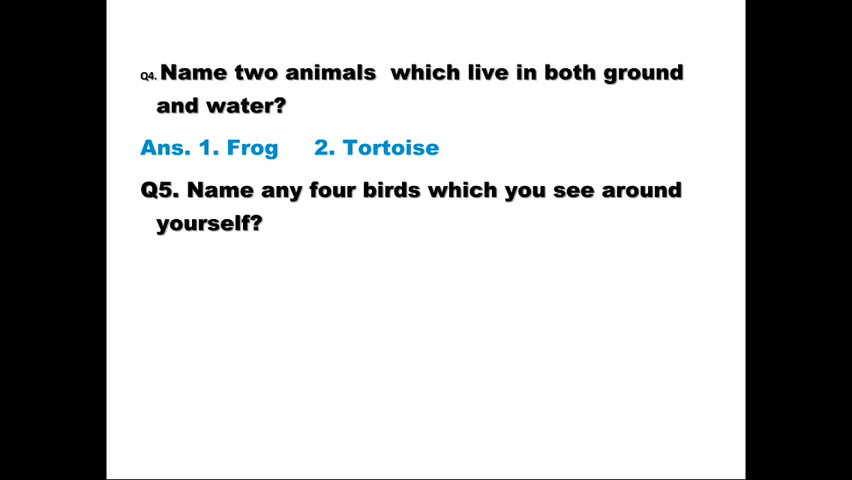 Q4. Name two animals which live in both ground
and water?
Ans. 1. Frog 2. Tortoise
Q5. Name any four birds which you see around
yourself?